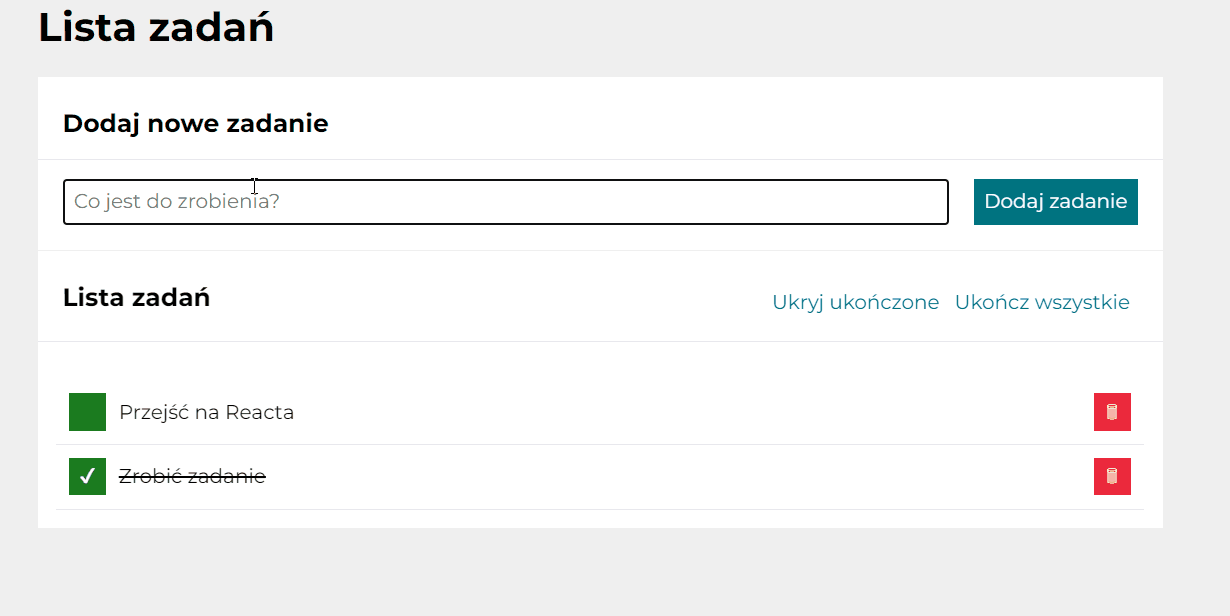 Lista zadań
Dodaj nowe zadanie
Co jest do zrobienia?
Dodaj zadanie
Lista zadań
Ukryj ukończone Ukończ wszystkie
Przejść na Reacta
✓ Zrobić zadanie